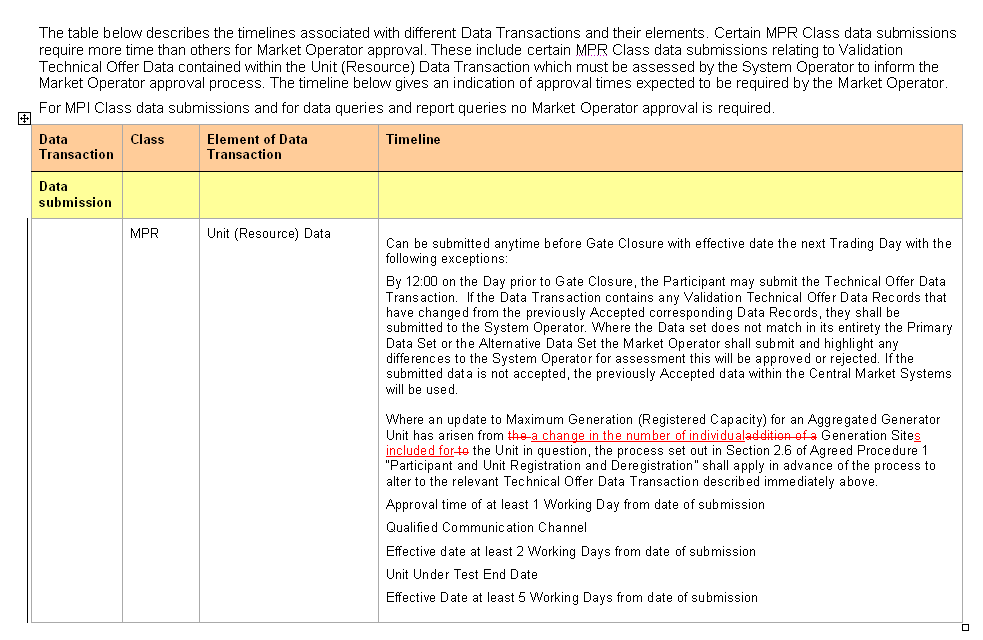 The table below describes the timelines associated with different Data Transactions and their elements. Certain MPR Class data submissions
require more time than others for Market Operator approval. These include certain MPR Class data submissions relating to Validation
Technical Offer Data contained within the Unit (Resource) Data Transaction which must be assessed by the System Operator to inform the
Market Operator approval process. The timeline below gives an indication of approval times expected to be required by the Market Operator.
For MPI Class data submissions and for data queries and report queries no Market Operator approval is required.
Data Transaction
Class
Element of Data Transaction
Timeline
Data submission
MPR
Unit (Resource) Data
Can be submitted anytime before Gate Closure with effective date the next Trading Day with the
following exceptions:
By 12:00 on the Day prior to Gate Closure, the Participant may submit the Technical Offer Data
Transaction.  If the Data Transaction contains any Validation Technical Offer Data Records that
have changed from the previously Accepted corresponding Data Records, they shall be
submitted to the System Operator. Where the Data set does not match in its entirety the Primary
Data Set or the Alternative Data Set the Market Operator shall submit and highlight any
differences to the System Operator for assessment this will be approved or rejected. If the
submitted data is not accepted, the previously Accepted data within the Central Market Systems
will be used.
Where an update to Maximum Generation (Registered Capacity) for an Aggregated Generator
Unit has arisen from the a change in the number of individualaddition of a Generation Sites
included for to the Unit in question, the process set out in Section 2.6 of Agreed Procedure 1
"Participant and Unit Registration and Deregistration" shall apply in advance of the process to
alter to the relevant Technical Offer Data Transaction described immediately above.
Approval time of at least 1 Working Day from date of submission
Qualified Communication Channel
Effective date at least 2 Working Days from date of submission
Unit Under Test End Date
Effective Date at least 5 Working Days from date of submission